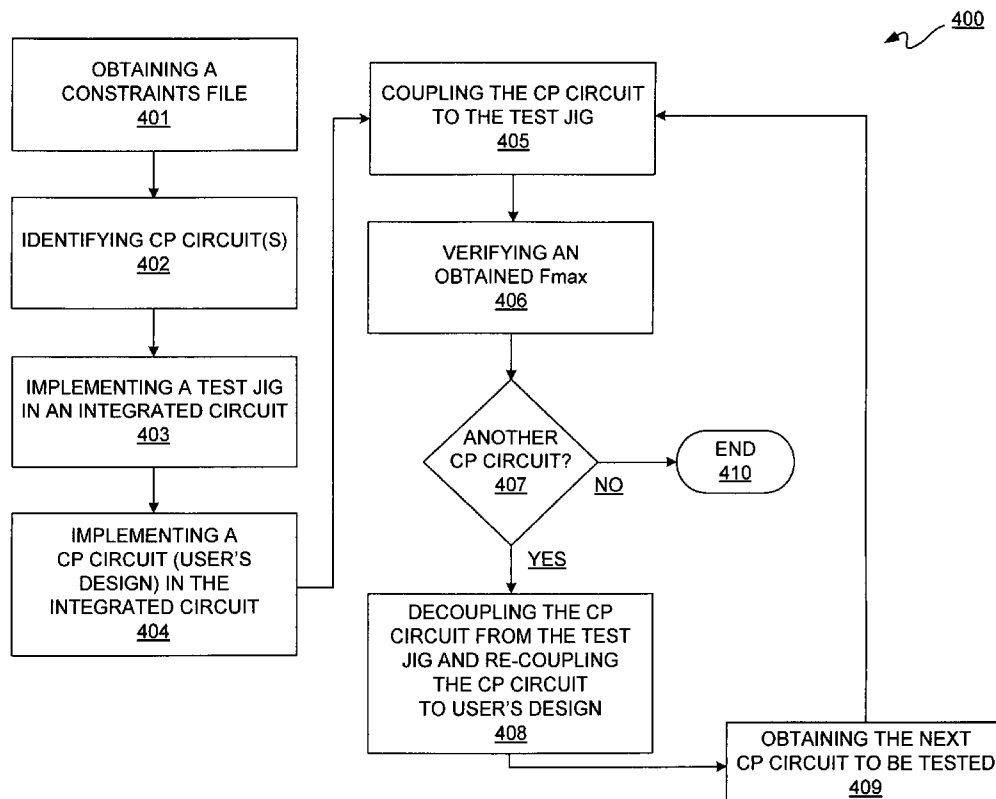 400
OBTAINING A
CONSTRAINTS FILE
401
IDENTIFYING CP CIRCUIT(S)
402
IMPLEMENTING A TEST JIG
IN AN INTEGRATED CIRCUIT
403
IMPLEMENTING A
CP CIRCUIT (USER'S
DESIGN) IN THE
INTEGRATED CIRCUIT
404
COUPLING THE CP CIRCUIT
TO THE TEST JIG
405
VERIFYING AN
OBTAINED Fmax
406
ANOTHER
CP CIRCUIT?
407
NO
END
410
YES
DECOUPLING THE CP
CIRCUIT FROM THE TEST
JIG AND RE-COUPLING
THE CP CIRCUIT
TO USER'S DESIGN
408
OBTAINING THE NEXT
CP CIRCUIT TO BE TESTED
409